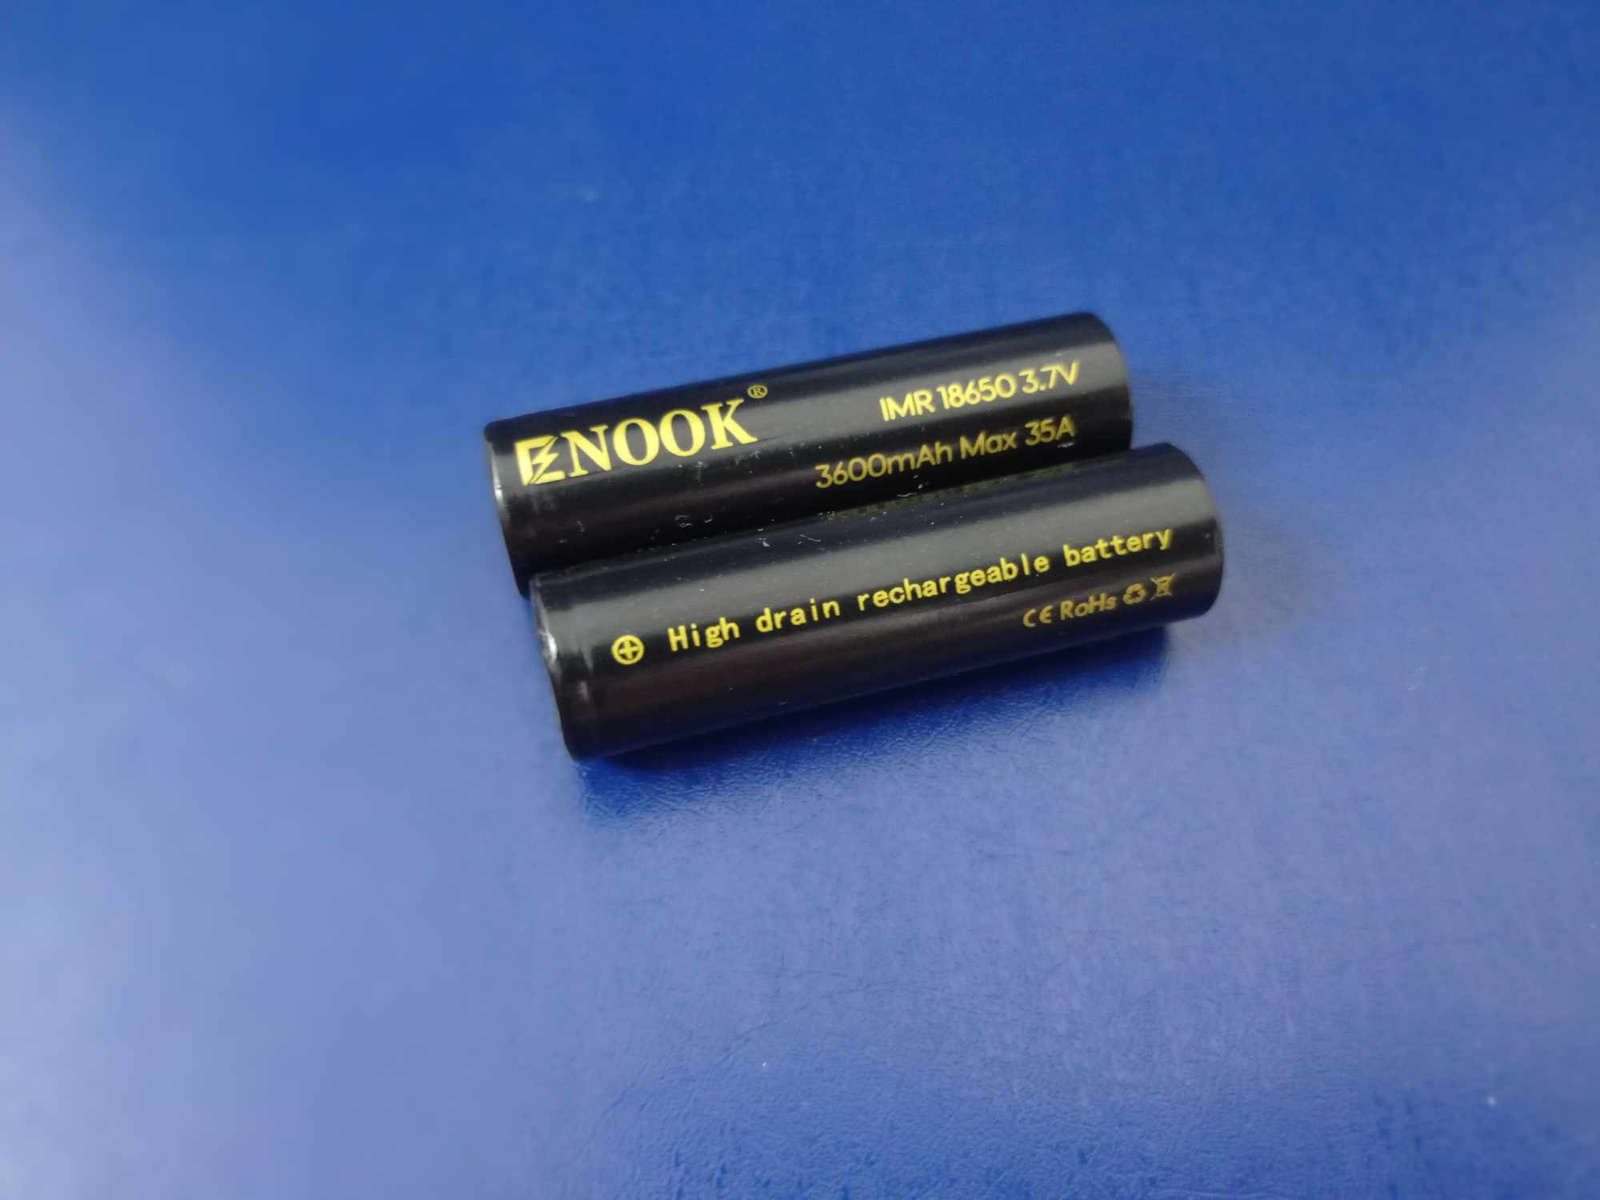 ENOOK®
IMR 18650 3.7V
3600mAh Max 35A
High drain rechargeable battery
CE RoHs